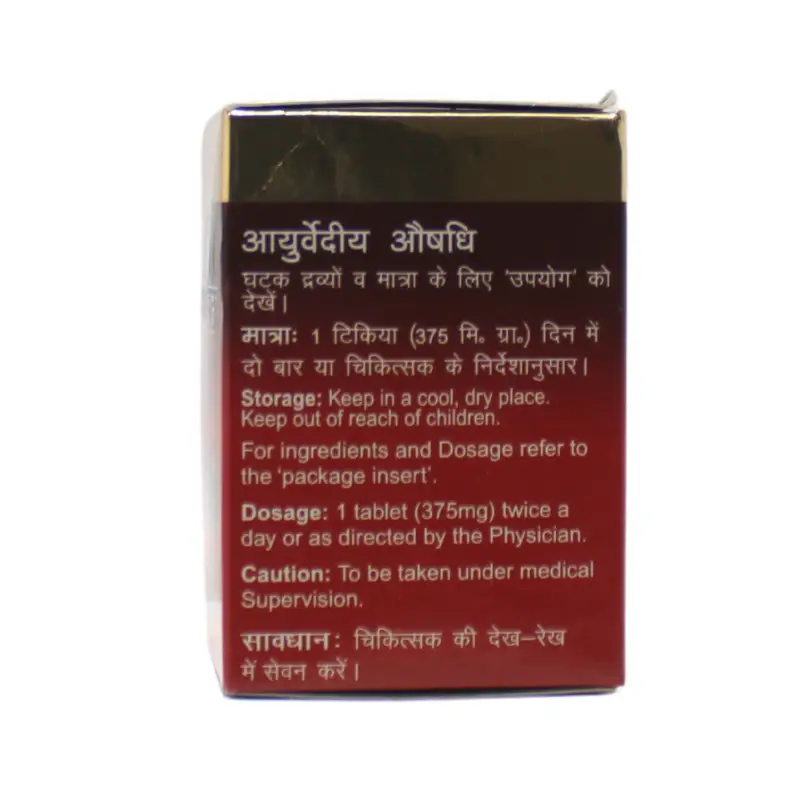 आयुर्वेदीय औषधि
घटक द्रव्यों व मात्रा के लिए 'उपयोग' को
देखें।
मात्राः 1 टिकिया (375 मि॰ ग्रा॰) दिन में
दो बार या चिकित्सक के निर्देशानुसार।
Storage: Keep in a cool, dry place.
Keep out of reach of children.
For ingredients and Dosage refer to
the 'package insert'.
Dosage: 1 tablet (375mg) twice a
day or as directed by the Physician.
Caution: To be taken under medical
Supervision.
सावधान: चिकित्सक की देख-रेख
में सेवन करें।